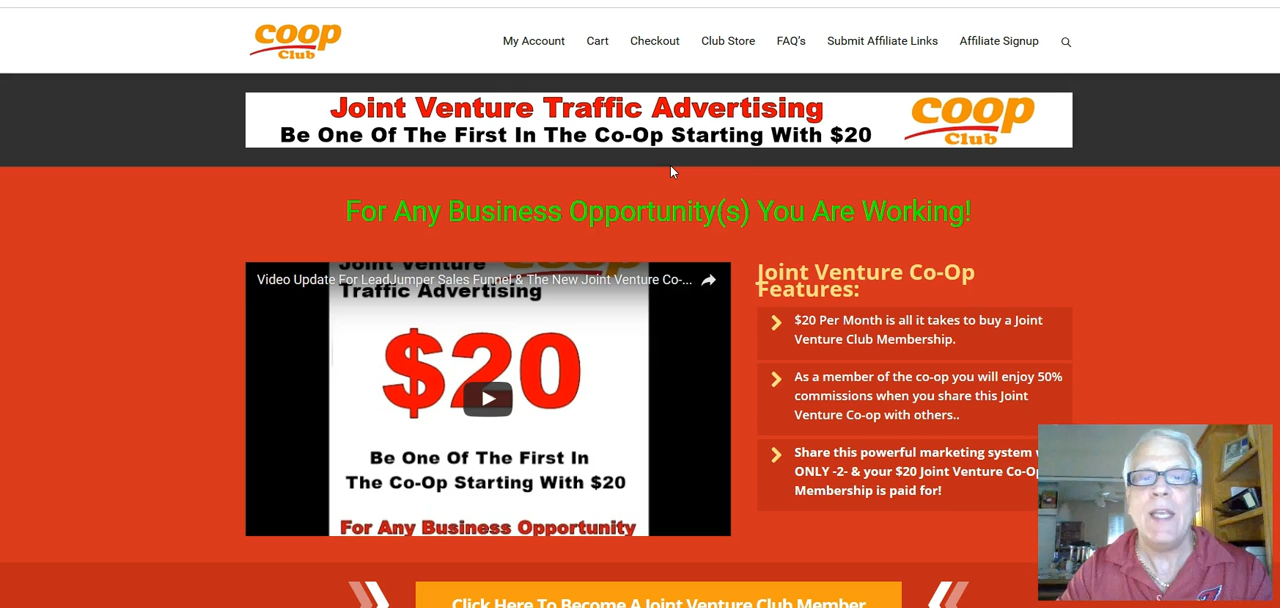 coop
Club
My Account Cart Checkout Club Store FAQ's Submit Affiliate Links Affiliate Signup
Joint Venture Traffic Advertising
Be One Of The First In The Co-Op Starting With $20
coop
Club
For Any Business Opportunity(s) You Are Working!
Joint Venture
Video Update For LeadJumper Sales Funnel & The New Joint Venture Co-...
Traffic Advertising
$20
Be One Of The First In
The Co-Op Starting With $20
For Any Business Opportunity
Joint Venture Co-Op
Features:
$20 Per Month is all it takes to buy a Joint
Venture Club Membership.
As a member of the co-op you will enjoy 50%
commissions when you share this Joint
Venture Co-op with others..
Share this powerful marketing system
ONLY -2- & your $20 Joint Venture Co-Op
Membership is paid for!
Click Here To Become A Joint Venture Club Member